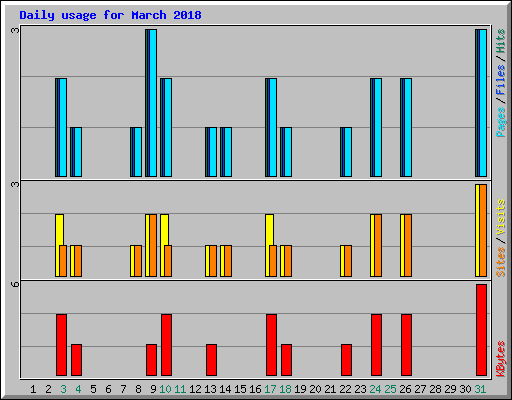 Daily usage for March 2018
3
Pages/Files/Hits
3
Sites/Visits
6
KBytes
1 2 3 4 5 6 7 8 9 10 11 12 13 14 15 16 17 18 19 20 21 22 23 24 25 26 27 28 29 30 31